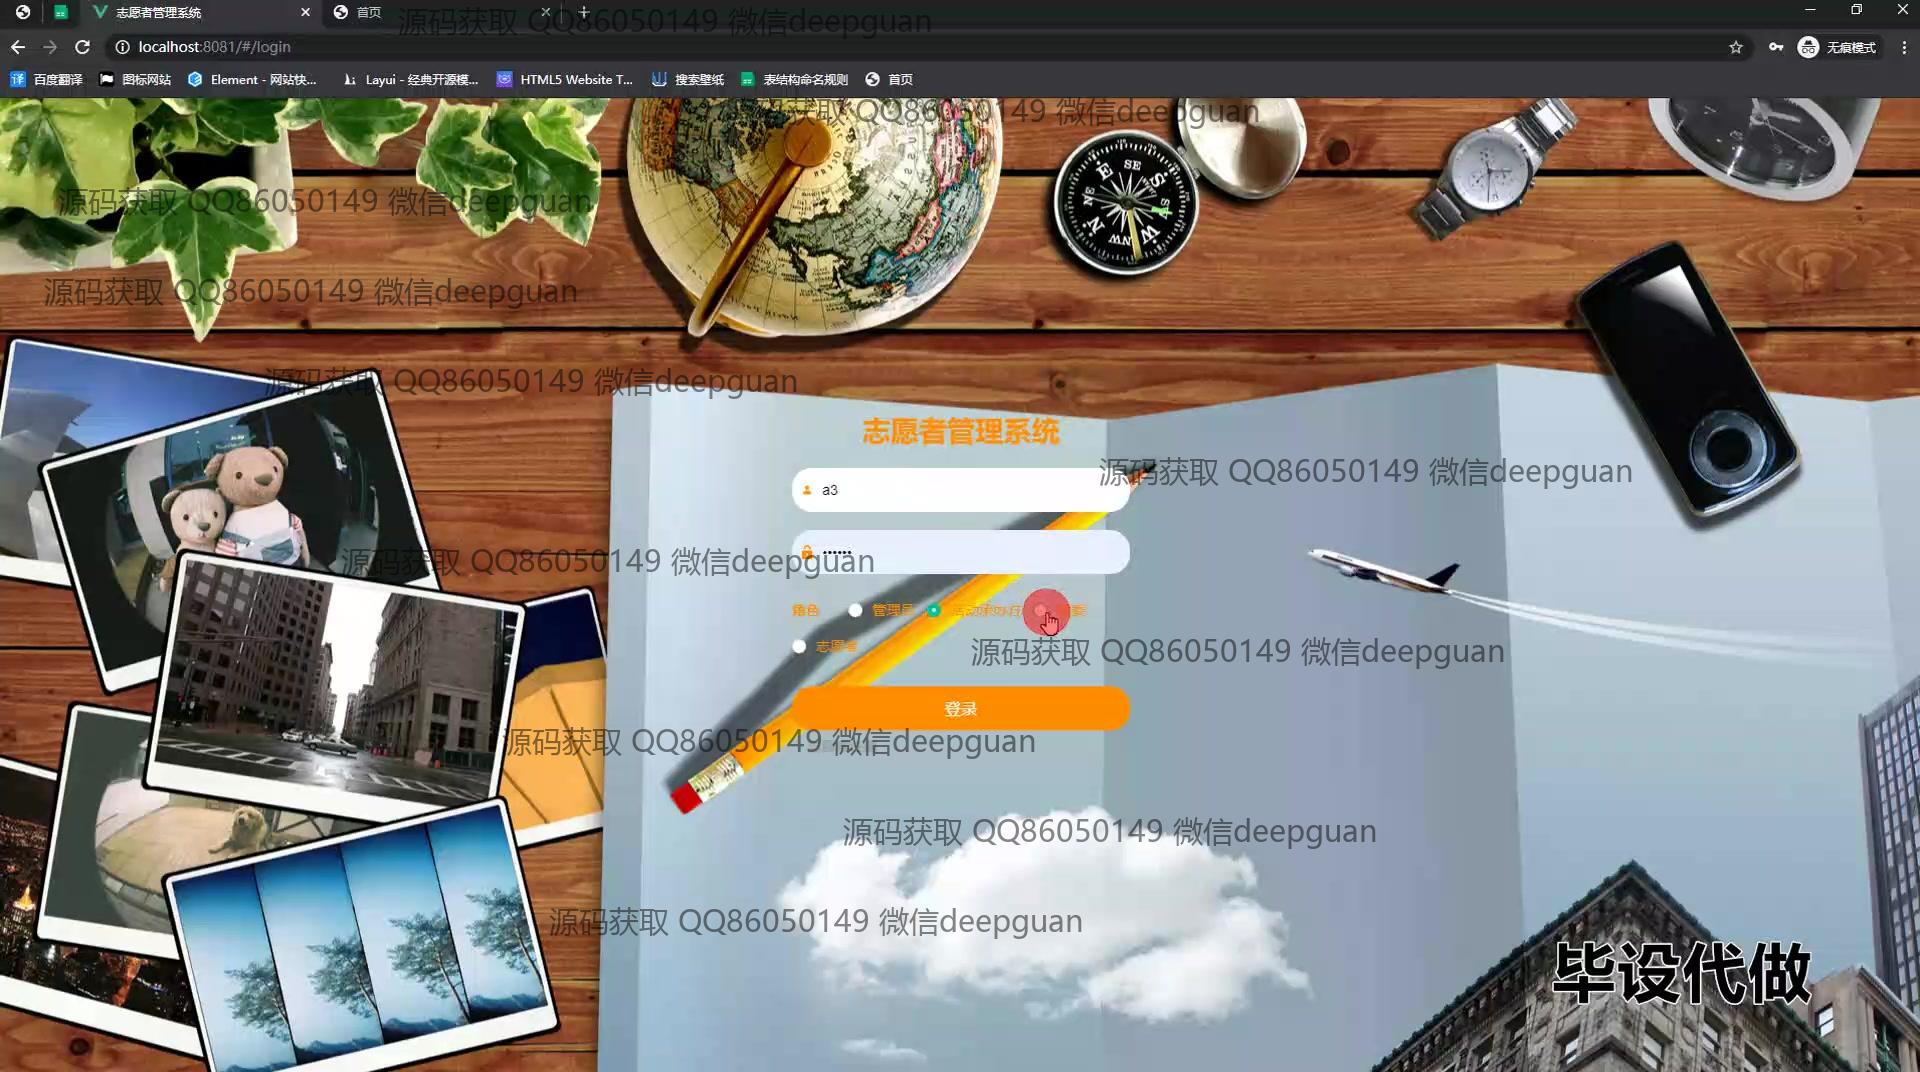 志愿者管理系统
首页
源码获取 QQ86050149 微信deepguan
localhost:8081/#/login
无痕模式
百度翻译
图标网站
Element - 网站快...
Layui - 经典开源模...
HTML5 Website T...
搜索壁纸
表结构命名规则
首页
获取 QQ86050149 微信deepguan
源码获取 QQ86050149 微信deepguan
源码获取 QQ86050149 微信deepguan
源码获取 QQ86050149 微信deepguan
志愿者管理系统
源码获取 QQ86050149 微信deepguan
a3
源码获取 QQ86050149 微信deepguan
角色
管理员
活动承办方
志愿者
源码获取 QQ86050149 微信deepguan
登录
源码获取 QQ86050149 微信deepguan
源码获取 QQ86050149 微信deepguan
源码获取 QQ86050149 微信deepguan
毕设代做
E
SE
S
SW
W
NW
N
NE